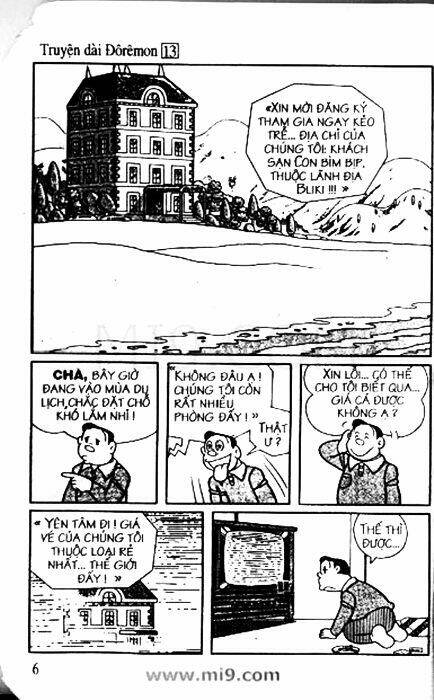 Truyện dài Đôrêmon 13
«XIN MỜI ĐĂNG KÝ
THAM GIA NGAY KẺO
TRỄ... ĐỊA CHỈ CỦA
CHÚNG TÔI: KHÁCH
SẠN CON BÌM BỊP,
THUỘC LÃNH ĐỊA
BLIKI !!! »
CHÀ, BÂY GIỜ
ĐANG VÀO MÙA DU
LỊCH,CHẮC ĐẶT CHỖ
KHÓ LẮM NHỈ !
"KHÔNG ĐÂU Ạ !
CHÚNG TÔI CÒN
RẤT NHIỀU
PHÒNG ĐẤY ! »
THẬT
Ư ?
XIN LỖI... CÓ THỂ
CHO TÔI BIẾT QUA...
GIÁ CẢ ĐƯỢC
KHÔNG Ạ ?
« YÊN TÂM ĐI ! GIÁ
VÉ CỦA CHÚNG TÔI
THUỘC LOẠI RẺ
NHẤT... THẾ GIỚI
ĐẤY ! »
THẾ THÌ
ĐƯỢC...
6
www.mi9.com